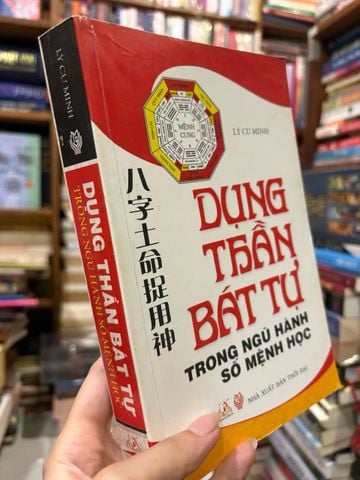 LÝ CƯ MINH
DỤNG THẦN BÁT TỰ
TRONG NGŨ HÀNH SỐ MỆNH HỌC
MỆNH
CUNG
LÝ CƯ MINH
八字士命捉用神
DỤNG
THẦN
BÁT TỰ
TRONG NGŨ HÀNH
SỐ MỆNH HỌC
NHÀ XUẤT BẢN THỜI ĐẠI